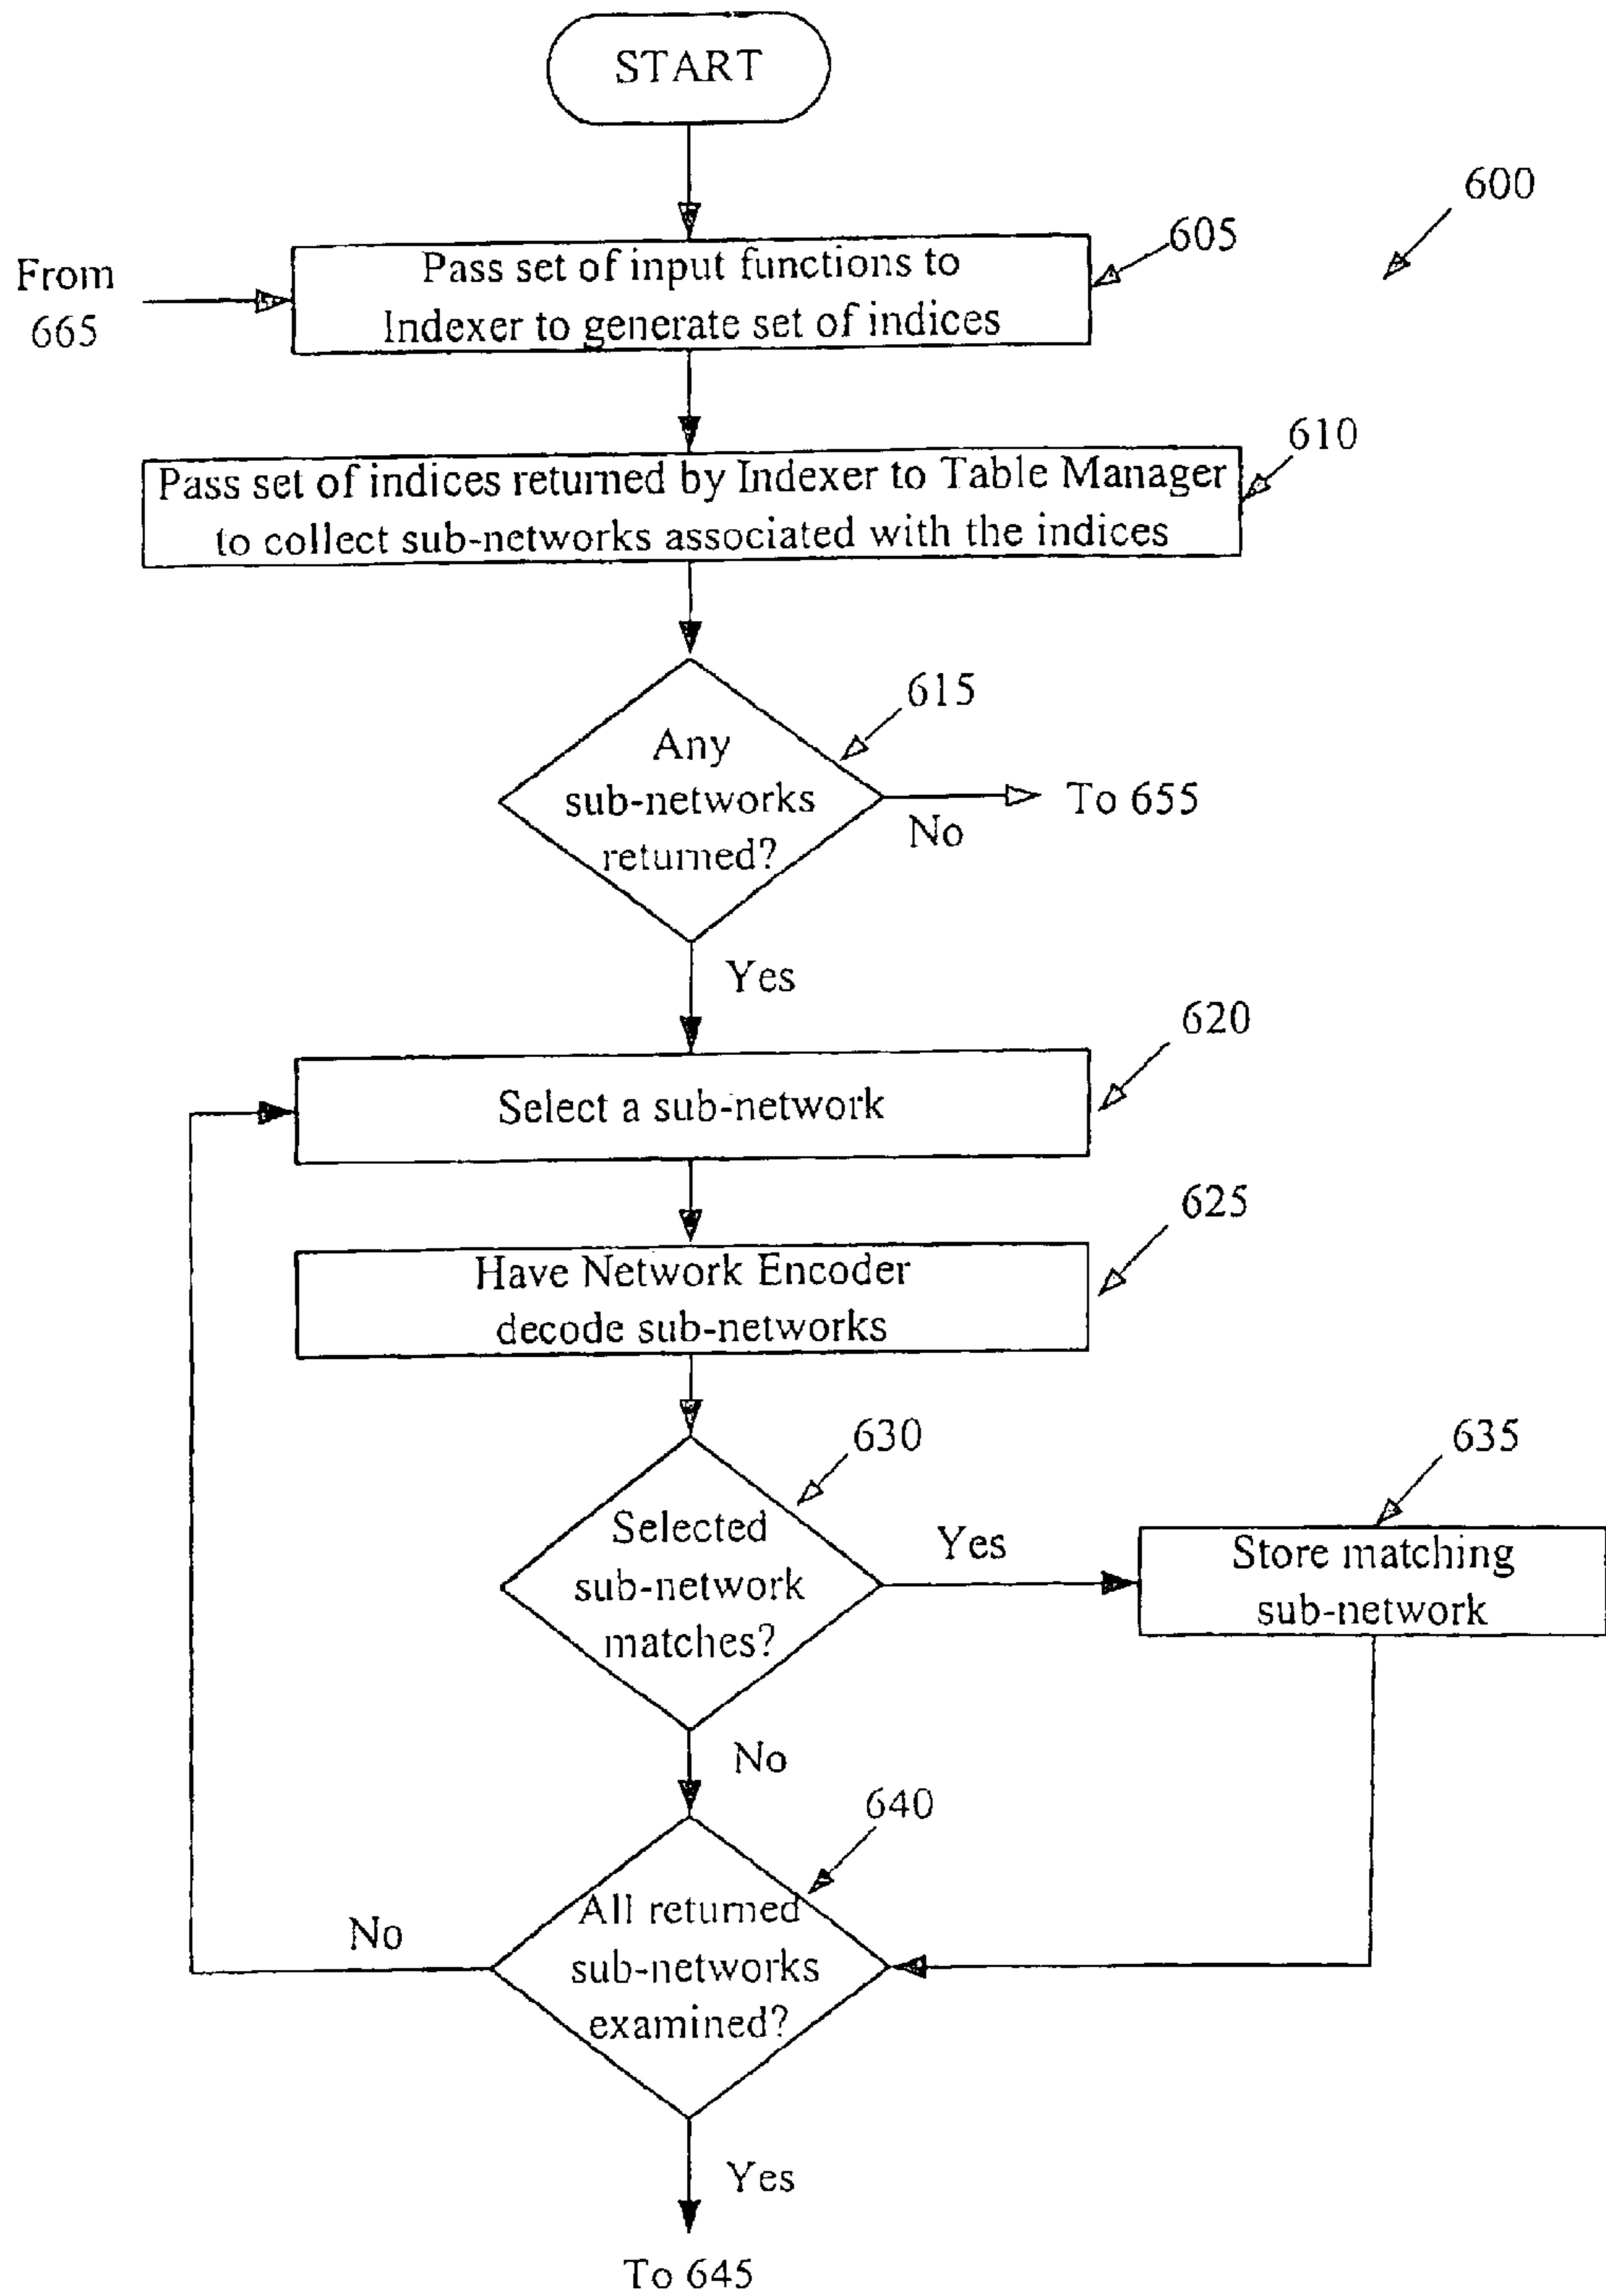 START
600
605
From
665
Pass set of input functions to
Indexer to generate set of indices
610
Pass set of indices returned by Indexer to Table Manager
to collect sub-networks associated with the indices
615
Any
sub-networks
returned?
No
To 655
Yes
620
Select a sub-network
625
Have Network Encoder
decode sub-networks
630
635
Selected
sub-network
matches?
Yes
Store matching
sub-network
No
640
All returned
sub-networks
examined?
No
Yes
To 645